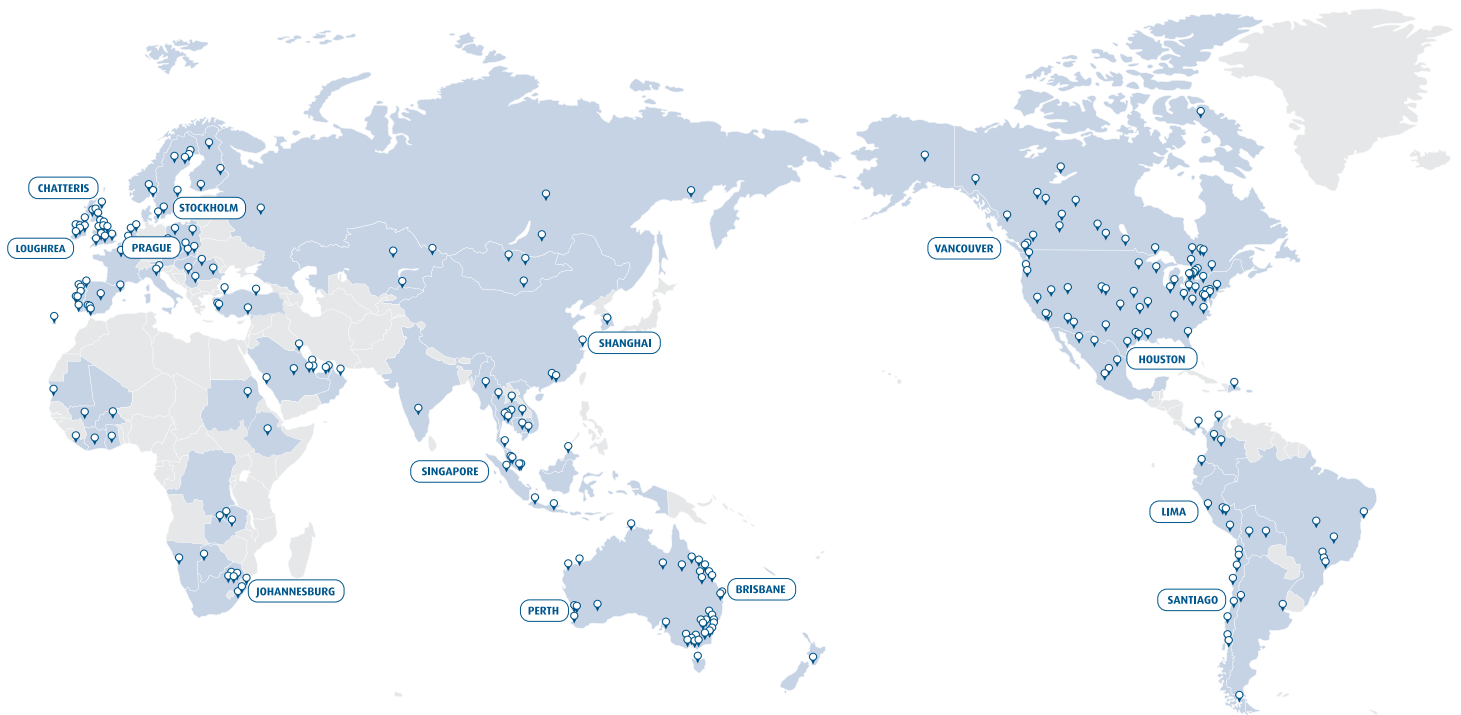 CHATTERIS
STOCKHOLM
LOUGHREA
PRAGUE
VANCOUVER
SHANGHAI
HOUSTON
SINGAPORE
LIMA
JOHANNESBURG
PERTH
BRISBANE
SANTIAGO